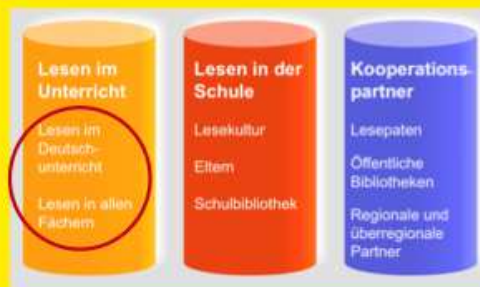 Lesen im
Unterricht
Lesen im
Deutsch-
unterricht
Lesen in allen
Fächern
Lesen in der
Schule
Lesekultur
Eltern
Schulbibliothek
Kooperations-
partner
Lesepaten
Öffentliche
Bibliotheken
Regionale und
überregionale
Partner